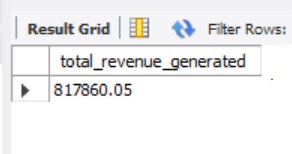 Result Grid Filter Rows:
total_revenue_generated
817860.05